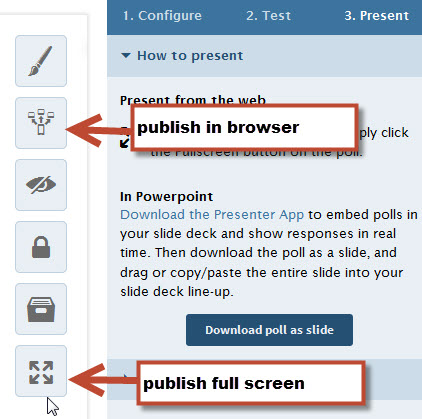 1. Configure 2. Test 3. Present
How to present
Present from the web
publish in browser
ply click
the Fullscreen button on the poll.
In Powerpoint
Download the Presenter App to embed polls in
your slide deck and show responses in real
time. Then download the poll as a slide, and
drag or copy/paste the entire slide into your
slide deck line-up.
Download poll as slide
publish full screen